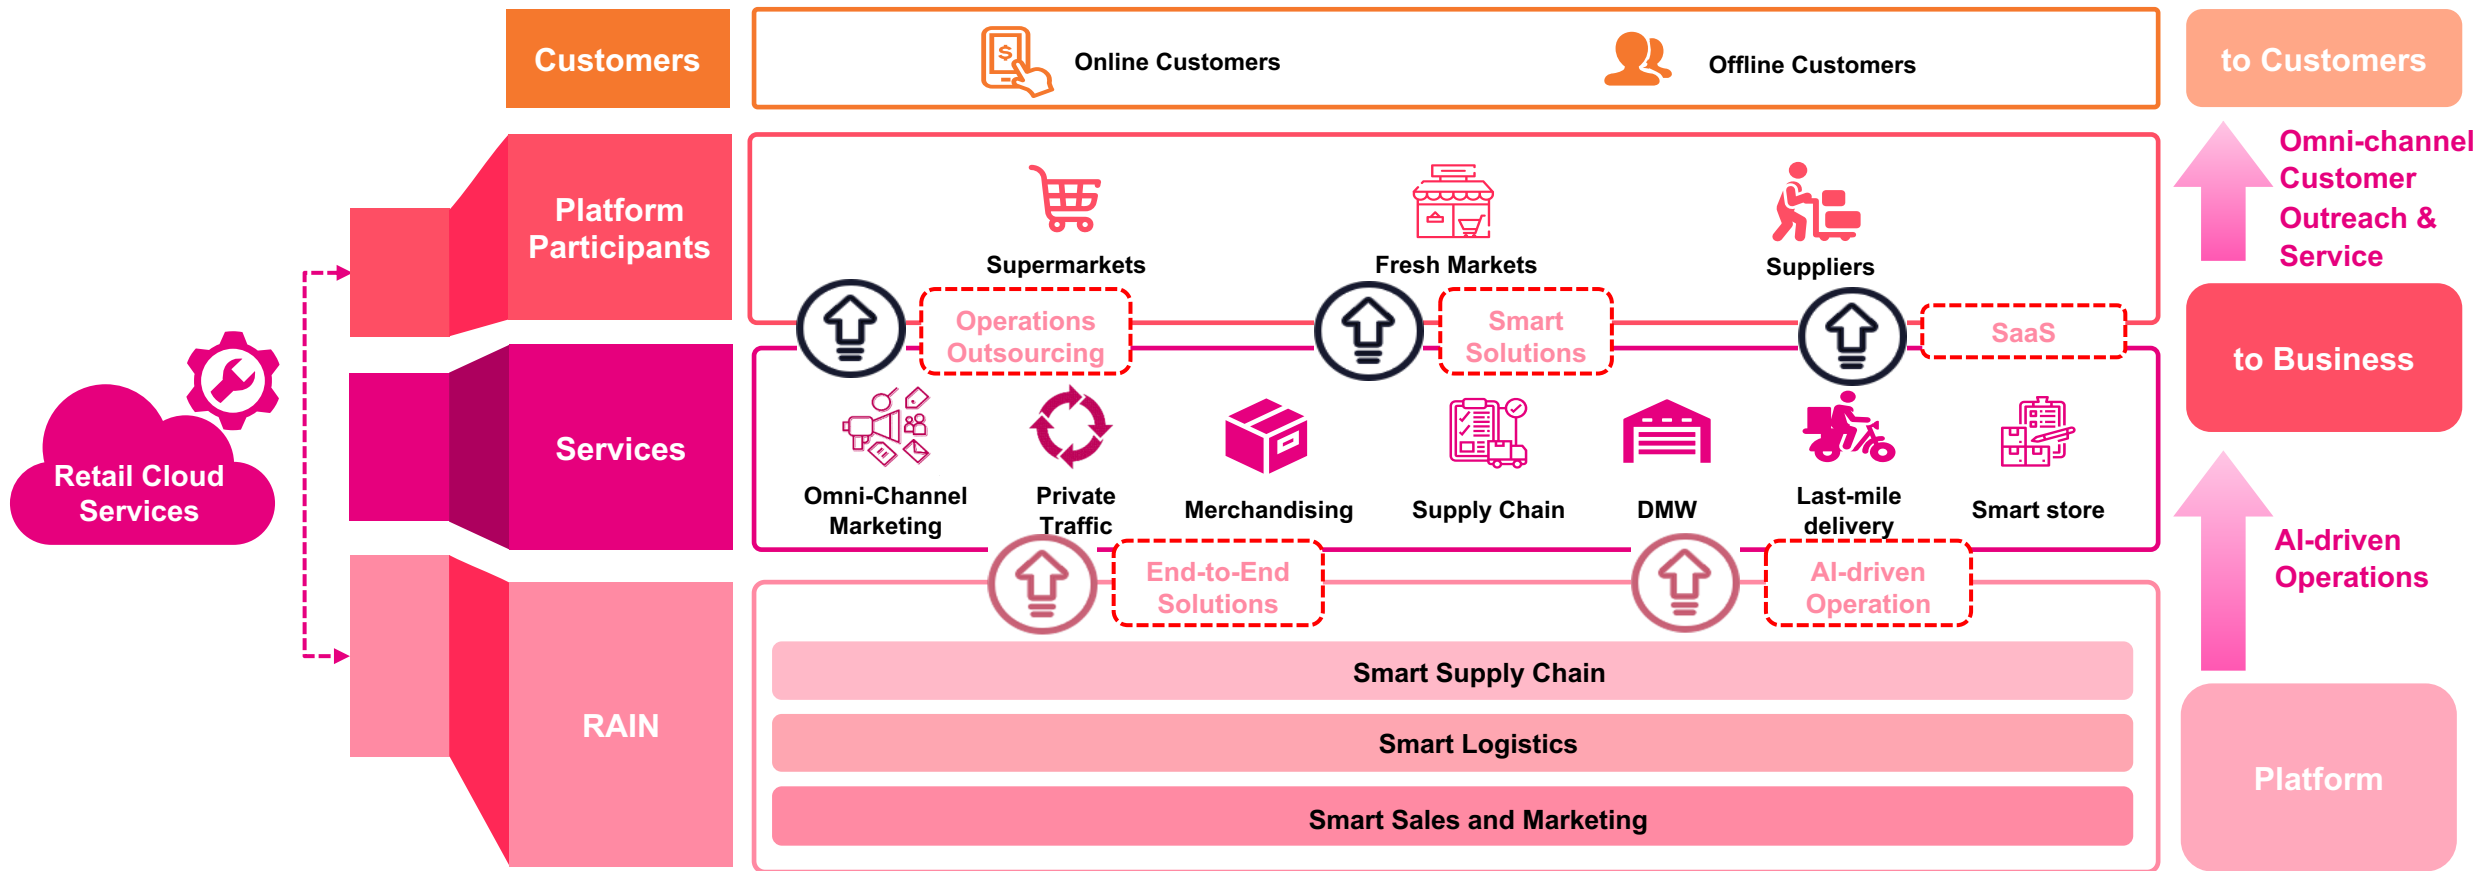 Customers
Online Customers
Offline Customers
to Customers
Platform
Participants
Supermarkets
Fresh Markets
Suppliers
Omni-channel
Customer
Outreach &
Service
Operations
Outsourcing
Smart
Solutions
SaaS
to Business
Retail Cloud
Services
Services
Omni-Channel
Marketing
Private
Traffic
Merchandising
Supply Chain
DMW
Last-mile
delivery
Smart store
AI-driven
Operations
End-to-End
Solutions
AI-driven
Operation
RAIN
Smart Supply Chain
Smart Logistics
Smart Sales and Marketing
Platform